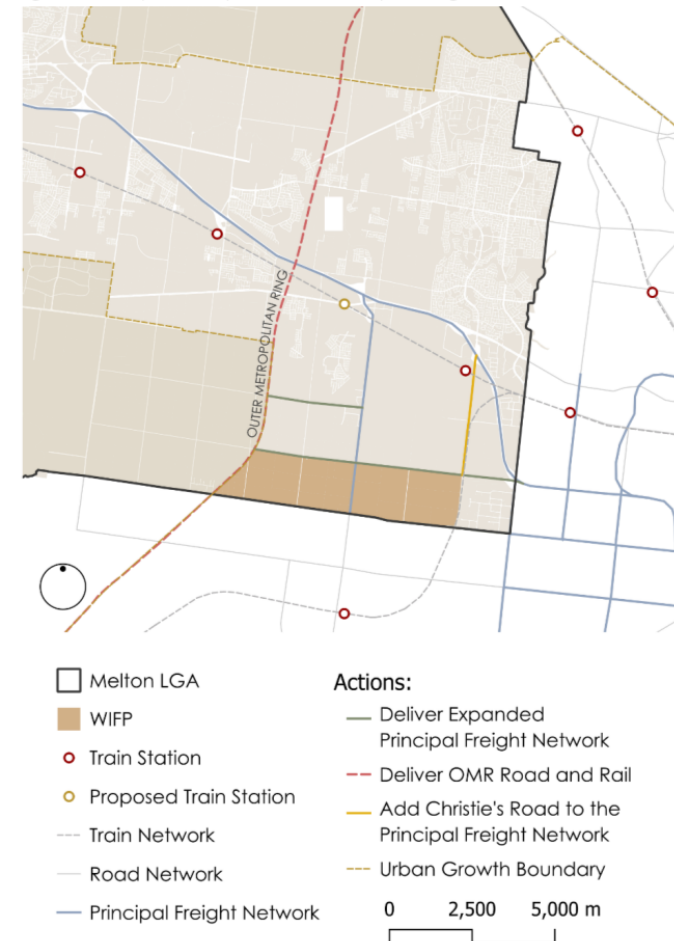 OUTER METROPOLITAN RING
Melton LGA
WIFP
Train Station
Proposed Train Station
Train Network
Road Network
Principal Freight Network
Actions:
Deliver Expanded
Principal Freight Network
Deliver OMR Road and Rail
Add Christie's Road to the
Principal Freight Network
Urban Growth Boundary
0 2,500 5,000 m